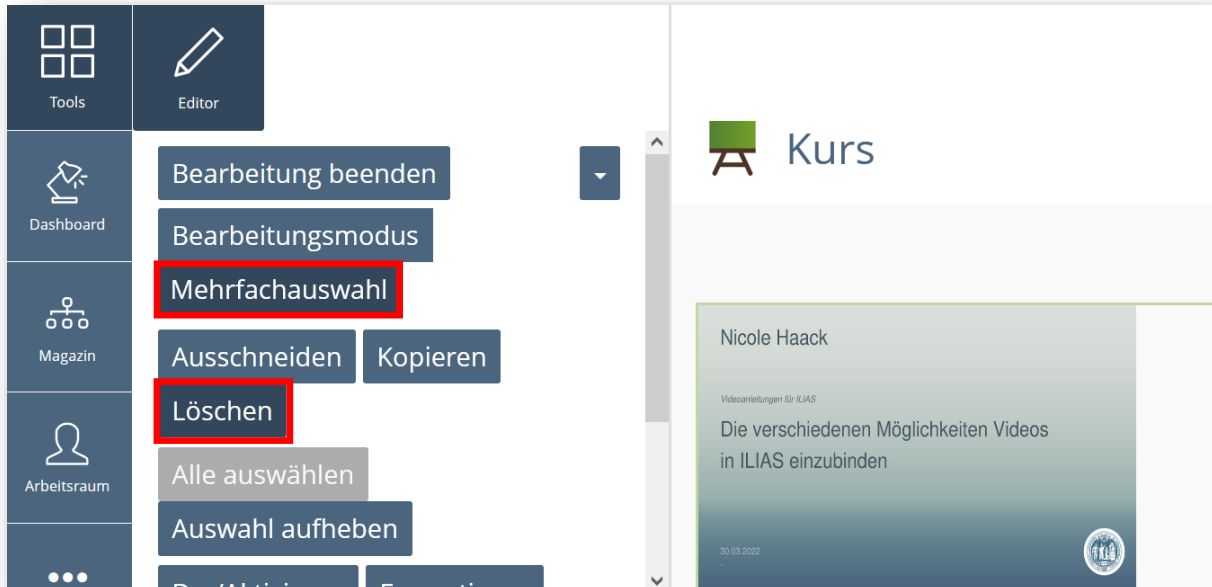 Tools
Editor
Dashboard
Magazin
Arbeitsraum
Bearbeitung beenden
Bearbeitungsmodus
Mehrfachauswahl
Ausschneiden Kopieren
Löschen
Alle auswählen
Auswahl aufheben
Kurs
Nicole Haack
Videoanleitungen für ILIAS
Die verschiedenen Möglichkeiten Videos
in ILIAS einzubinden
30.03.2022